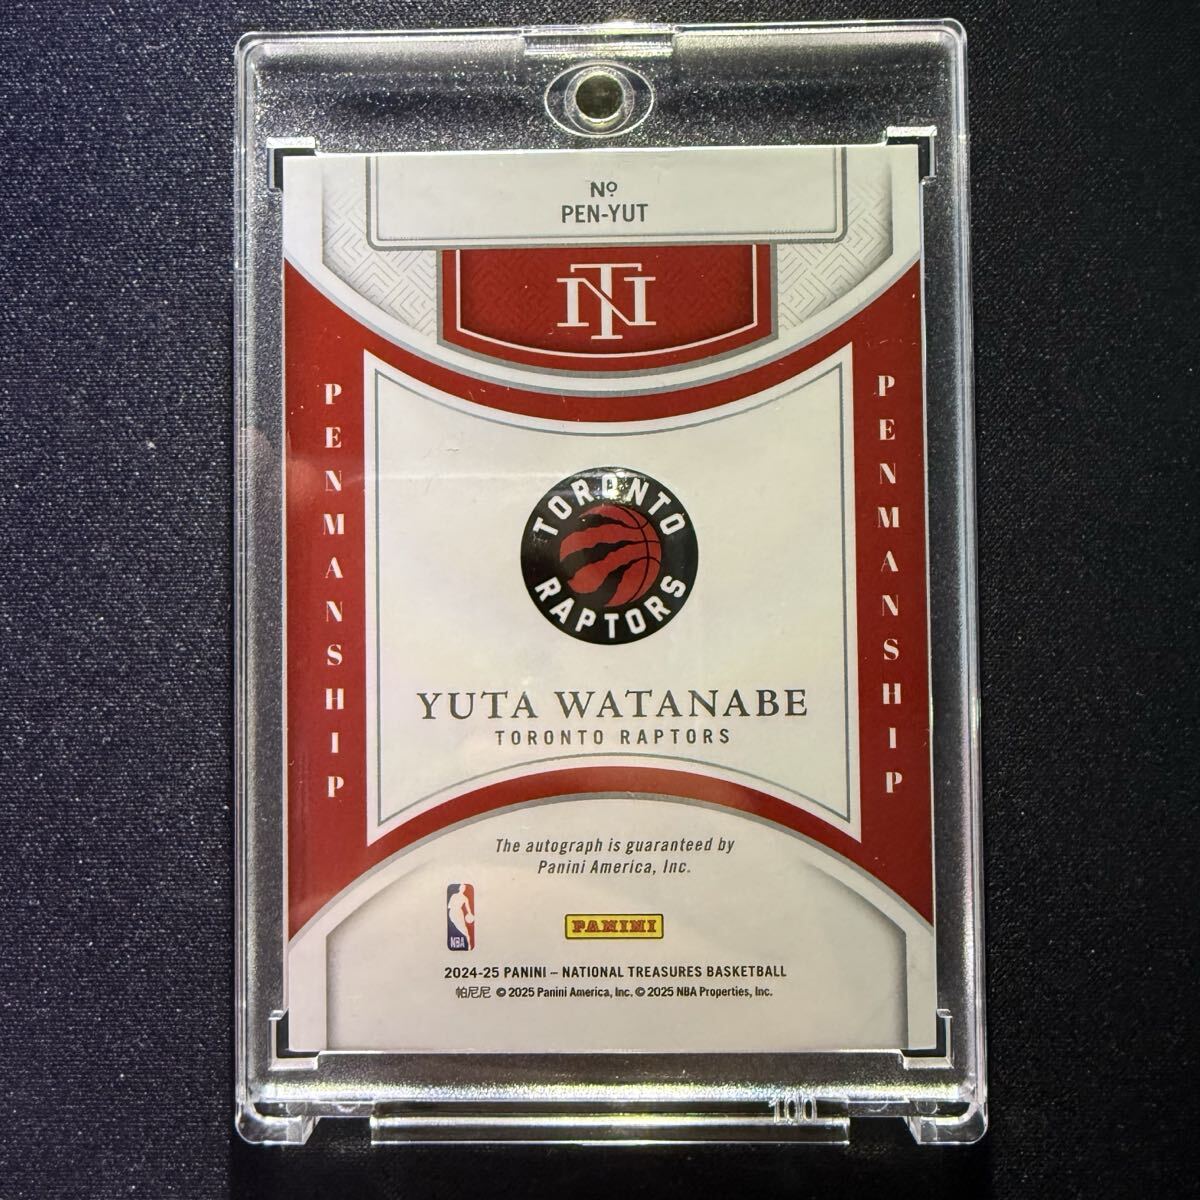 Nº
PEN-YUT
NT
PENMANSHIP
PENMANSHIP
TORONTO
RAPTORS
YUTA WATANABE
TORONTO RAPTORS
The autograph is guaranteed by
Panini America, Inc.
NBA
PANINI
2024-25 PANINI – NATIONAL TREASURES BASKETBALL
帕尼尼 © 2025 Panini America, Inc. © 2025 NBA Properties, Inc.
100